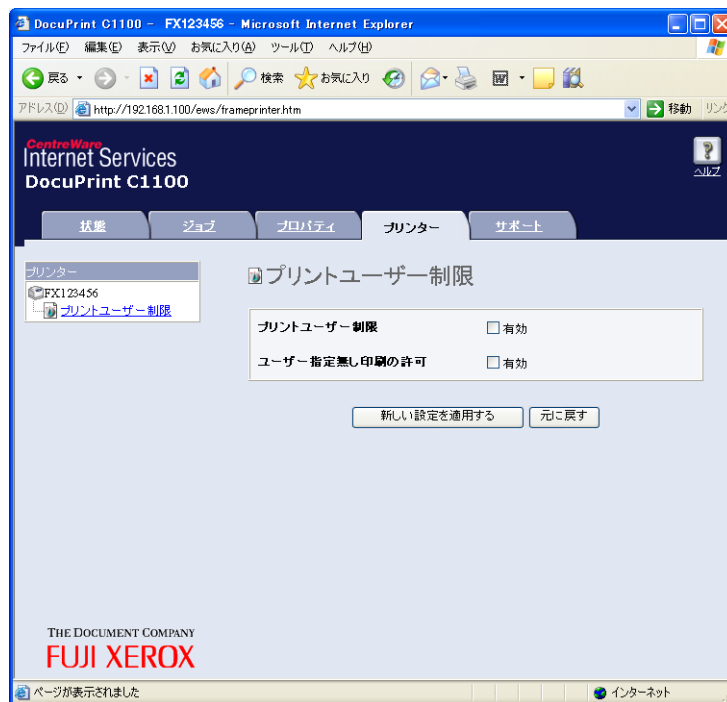 DocuPrint C1100 - FX123456 - Microsoft Internet Explorer
ファイル(F) 編集(E) 表示(V) お気に入り(A) ツール(T) ヘルプ(H)
戻る 検索 お気に入り
アドレス(D) http://192.168.1.100/ews/frameprinter.htm 移動 リンク
CentreWare
Internet Services
DocuPrint C1100
ヘルプ
状態 ジョブ プロパティ プリンター サポート
プリンター
FX123456
プリントユーザー制限
プリントユーザー制限
プリントユーザー制限 有効
ユーザー指定無し印刷の許可 有効
新しい設定を適用する 元に戻す
THE DOCUMENT COMPANY
FUJI XEROX
ページが表示されました インターネット